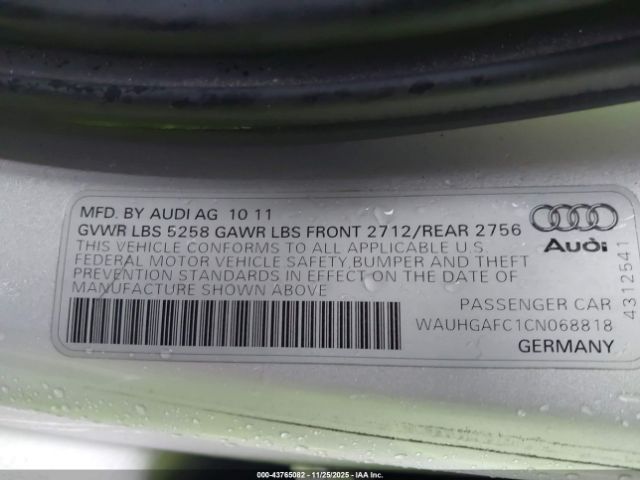 MFD. BY AUDI AG 10 11
GVWR LBS 5258 GAWR LBS FRONT 2712/REAR 2756
THIS VEHICLE CONFORMS TO ALL APPLICABLE U.S.
FEDERAL MOTOR VEHICLE SAFETY,BUMPER AND THEFT
PREVENTION STANDARDS IN EFFECT ON THE DATE OF
MANUFACTURE SHOWN ABOVE
Audi
4312541
PASSENGER CAR
WAUHGAFC1CN068818
GERMANY
000-43765082 - 11/25/2025 - IAA Inc.